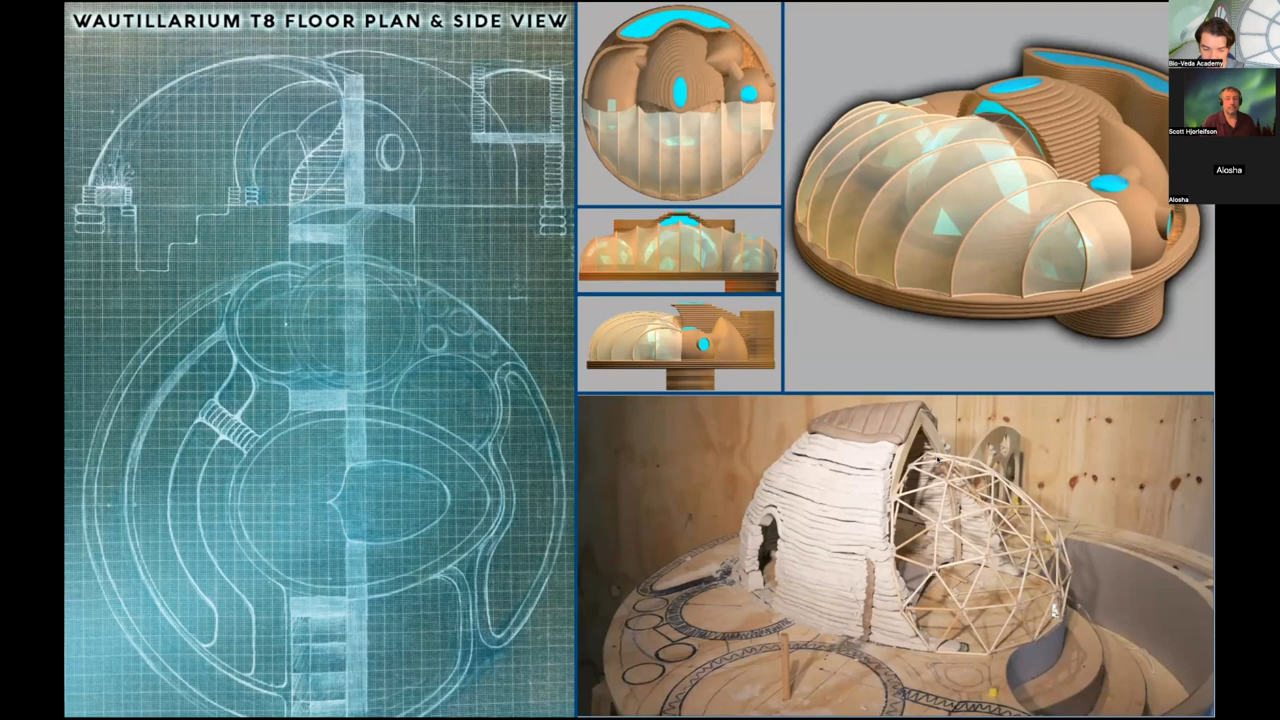 WAUTILLARIUM T8 FLOOR PLAN & SIDE VIEW
Bio-Veda Academy
Scott Hjorleifson
Alosha
Alosha